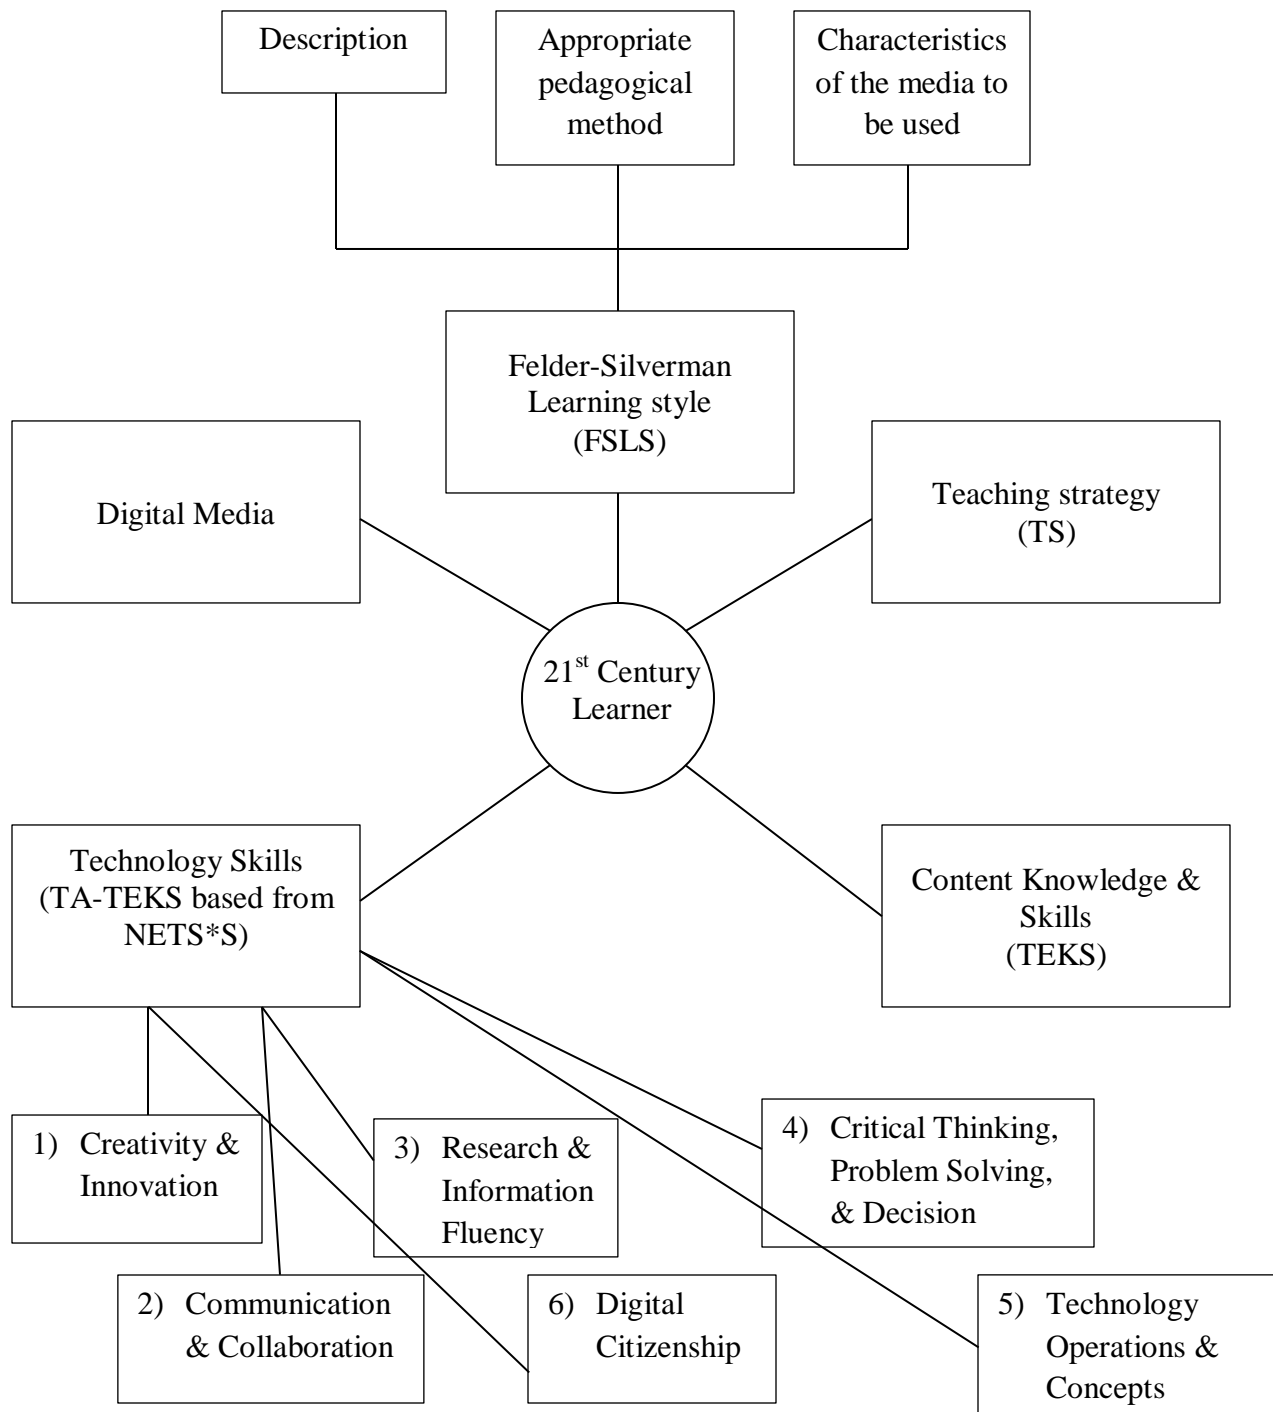 Description
Appropriate
pedagogical
method
Characteristics
of the media to
be used
Felder-Silverman
Learning style
(FSLS)
Digital Media
Teaching strategy
(TS)
21st Century
Learner
Technology Skills
(TA-TEKS based from
NETS*S)
Content Knowledge &
Skills
(TEKS)
1) Creativity &
Innovation
3) Research &
Information
Fluency
4) Critical Thinking,
Problem Solving,
& Decision
2) Communication
& Collaboration
6) Digital
Citizenship
5) Technology
Operations &
Concepts